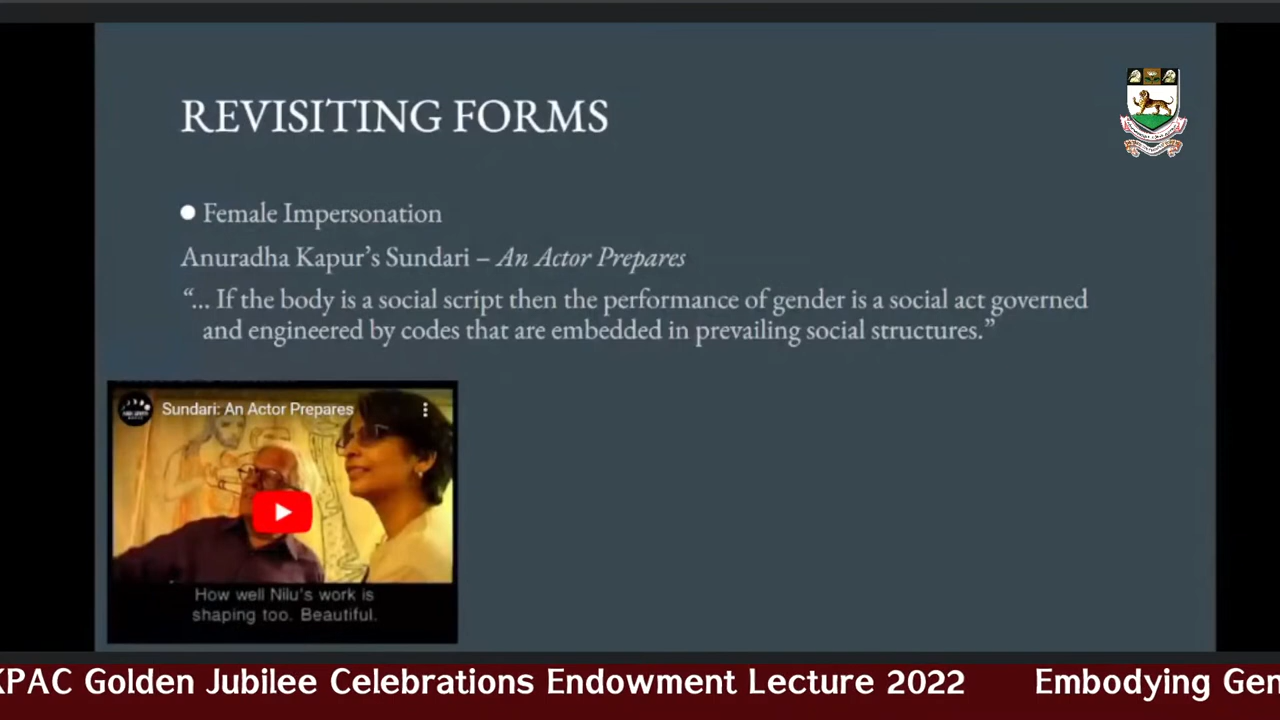 REVISITING FORMS
● Female Impersonation
Anuradha Kapur’s Sundari – An Actor Prepares
“… If the body is a social script then the performance of gender is a social act governed
and engineered by codes that are embedded in prevailing social structures.”
Sundari: An Actor Prepares
How well Nilu's work is
shaping too. Beautiful.
KPAC Golden Jubilee Celebrations Endowment Lecture 2022 Embodying Gen